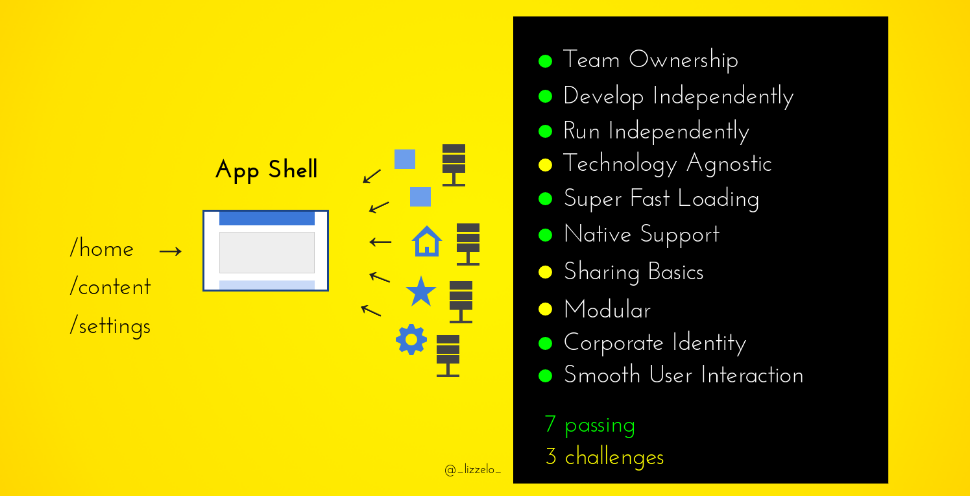 App Shell
/home
/content
/settings
Team Ownership
Develop Independently
Run Independently
Technology Agnostic
Super Fast Loading
Native Support
Sharing Basics
Modular
Corporate Identity
Smooth User Interaction
7 passing
3 challenges
@_lizzelo_